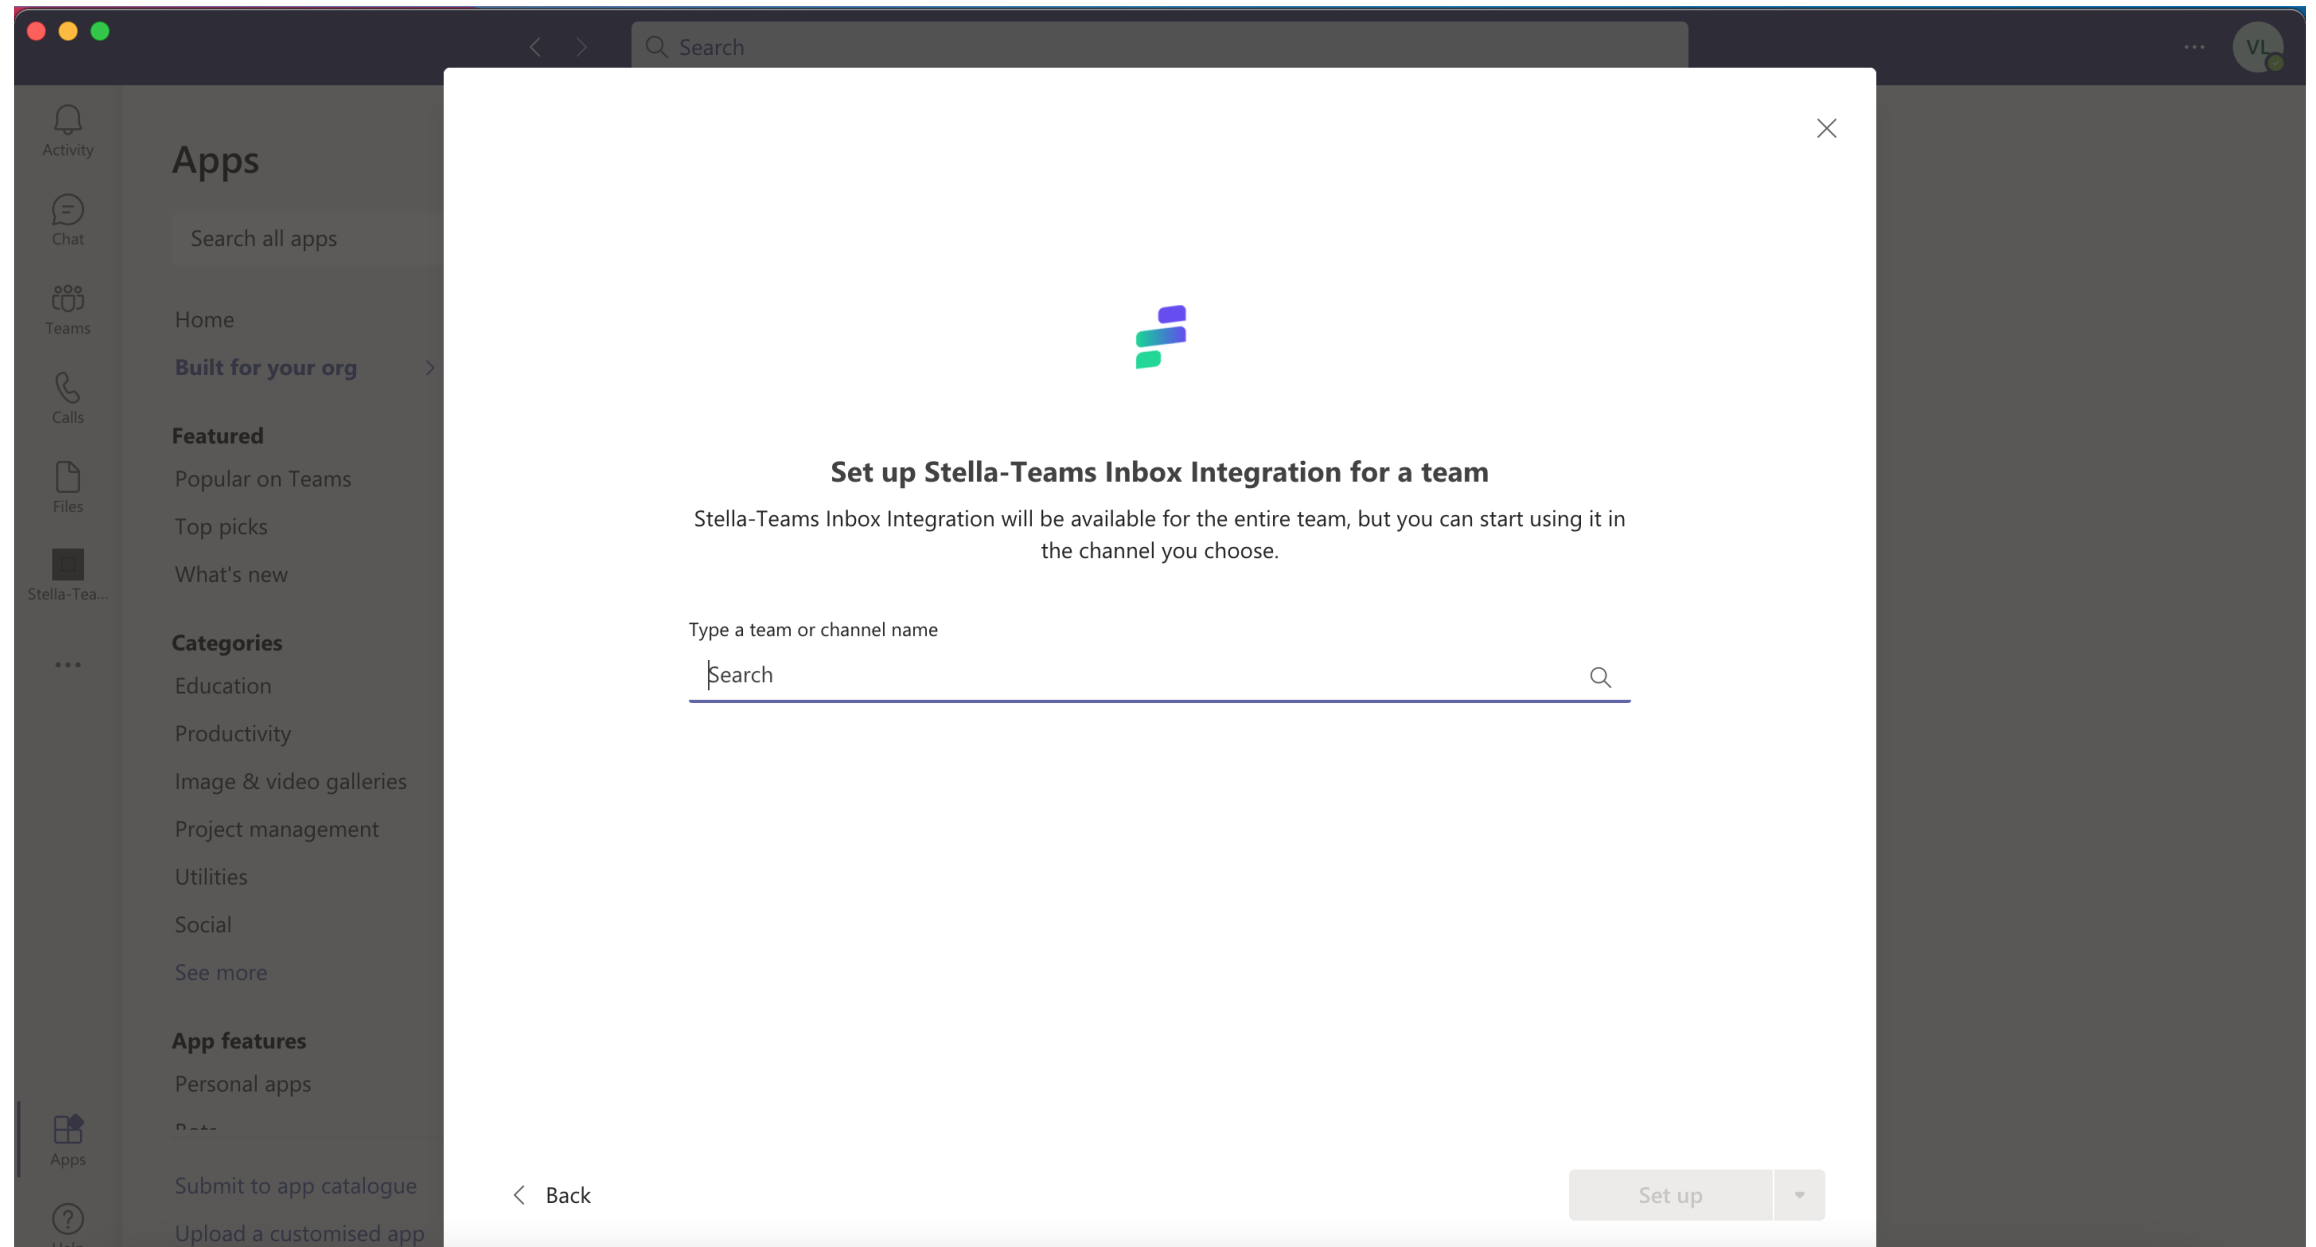 Search
VL
Activity
Chat
Teams
Calls
Files
Stella-Tea...
Apps
Apps
Search all apps
Home
Built for your org
Featured
Popular on Teams
Top picks
What's new
Categories
Education
Productivity
Image & video galleries
Project management
Utilities
Social
See more
App features
Personal apps
Submit to app catalogue
Upload a customised app
Set up Stella-Teams Inbox Integration for a team
Stella-Teams Inbox Integration will be available for the entire team, but you can start using it in
the channel you choose.
Type a team or channel name
Search
Back
Set up